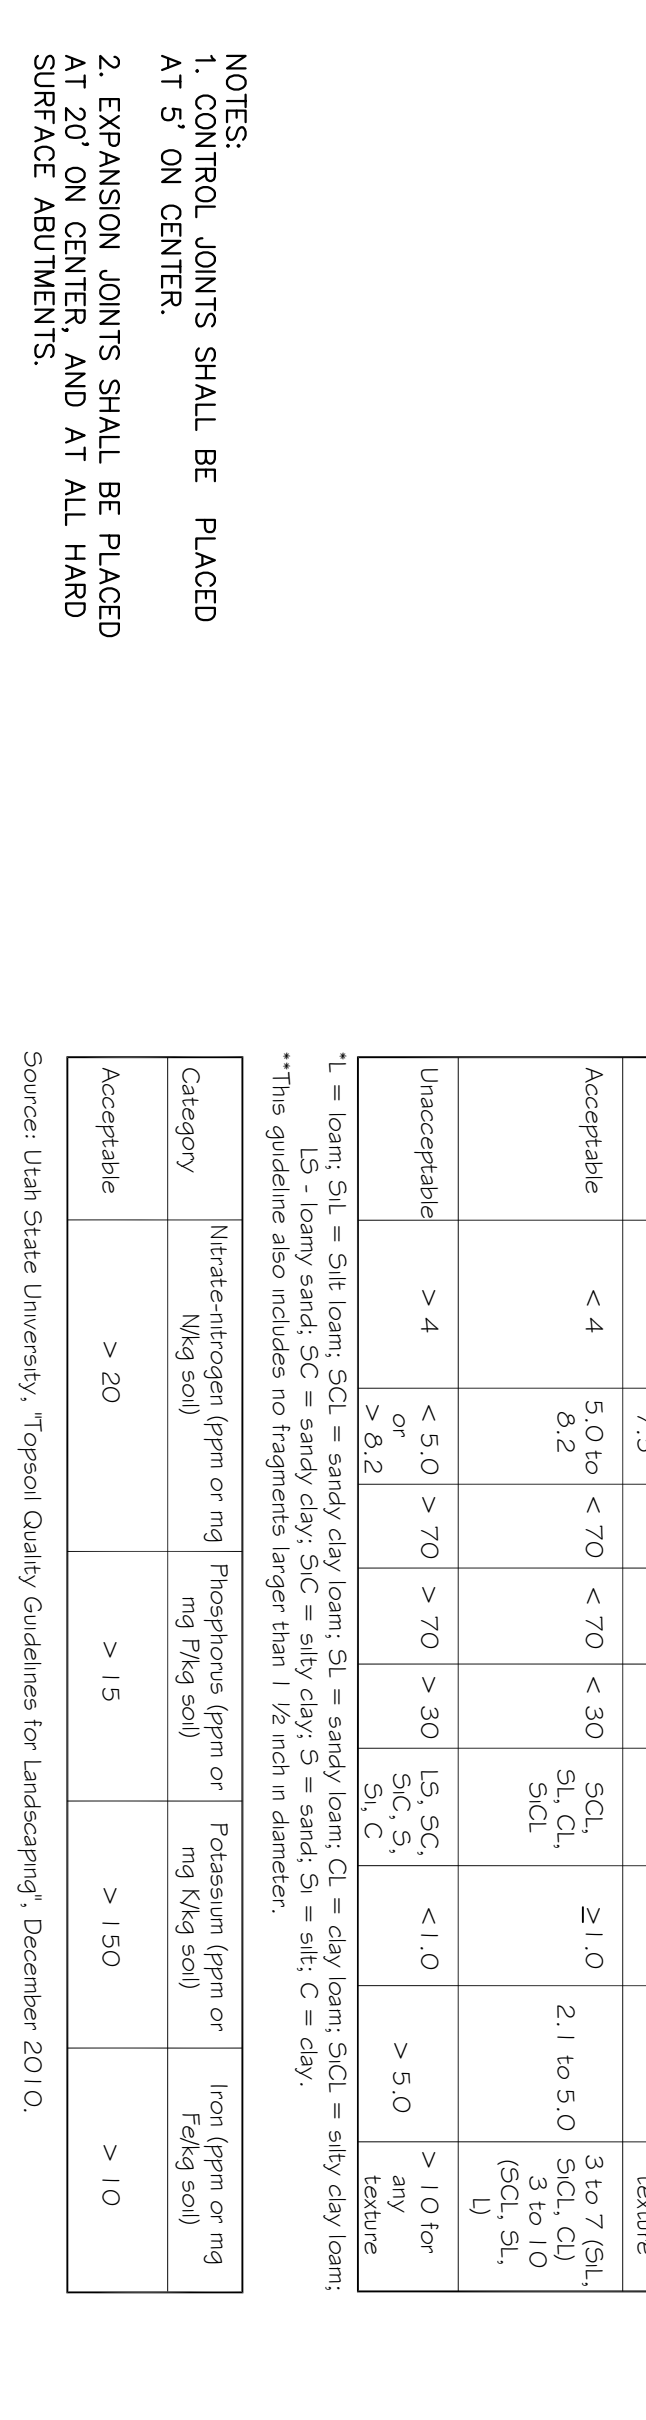 NOTES:
1. CONTROL JOINTS SHALL BE PLACED
AT 5' ON CENTER.
2. EXPANSION JOINTS SHALL BE PLACED
AT 20' ON CENTER, AND AT ALL HARD
SURFACE ABUTMENTS.
Acceptable
< 4
5.0 to
8.2
< 70
< 70
< 30
SCL,
SL, CL,
SiCL
≥1.0
2.1 to 5.0
3 to 7 (SiL,
SiCL, CL)
3 to 10
(SCL, SL,
L)
Unacceptable
> 4
< 5.0
or
> 8.2
> 70
> 70
> 30
LS, SC,
SiC, S,
Si, C
<1.0
> 5.0
> 10 for
any
texture
*L = loam; SiL = Silt loam; SCL = sandy clay loam; SL = sandy loam; CL = clay loam; SiCL = silty clay loam;
LS - loamy sand; SC = sandy clay; SiC = silty clay; S = sand; Si = silt; C = clay.
**This guideline also includes no fragments larger than 1 ½ inch in diameter.
Category
Nitrate-nitrogen (ppm or mg
N/kg soil)
Phosphorus (ppm or
mg P/kg soil)
Potassium (ppm or
mg K/kg soil)
Iron (ppm or mg
Fe/kg soil)
Acceptable
> 20
> 15
> 150
> 10
Source: Utah State University, "Topsoil Quality Guidelines for Landscaping", December 2010.